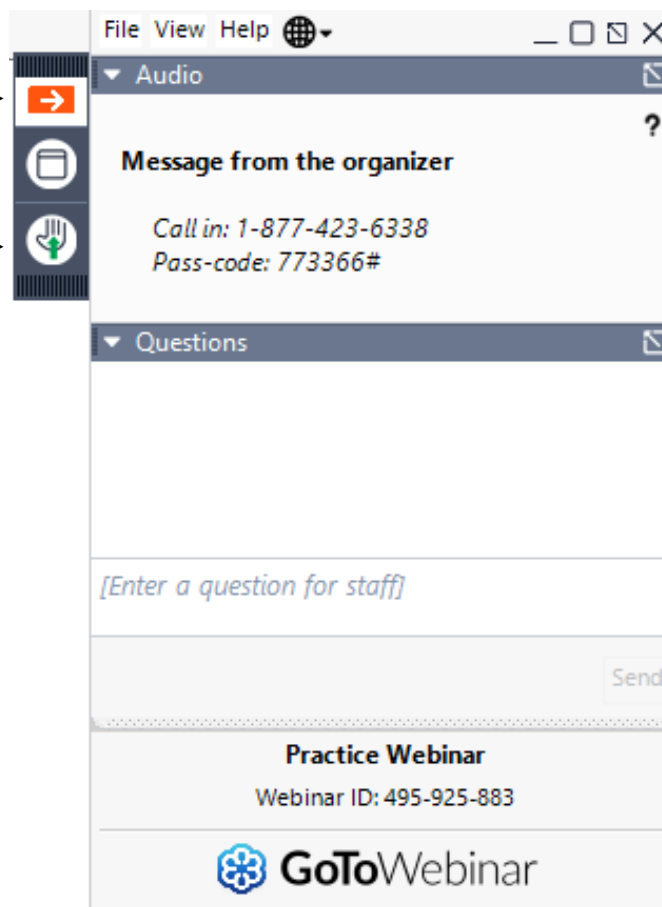 File View Help
Audio
?
Message from the organizer
Call in: 1-877-423-6338
Pass-code: 773366#
Questions
[Enter a question for staff]
Send
Practice Webinar
Webinar ID: 495-925-883
GoToWebinar